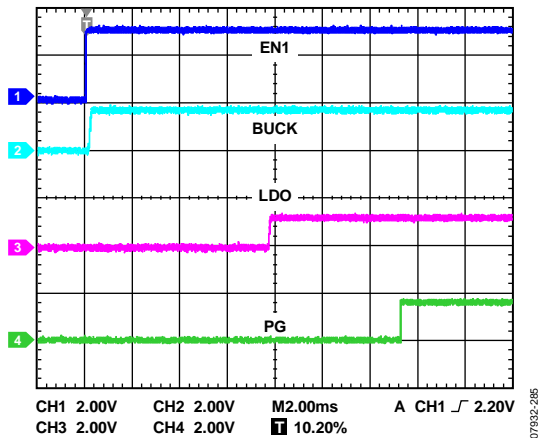 T
EN1
1
BUCK
2
LDO
3
PG
4
CH1 2.00V CH2 2.00V M2.00ms A CH1 2.20V
CH3 2.00V CH4 2.00V T 10.20%
07932-285